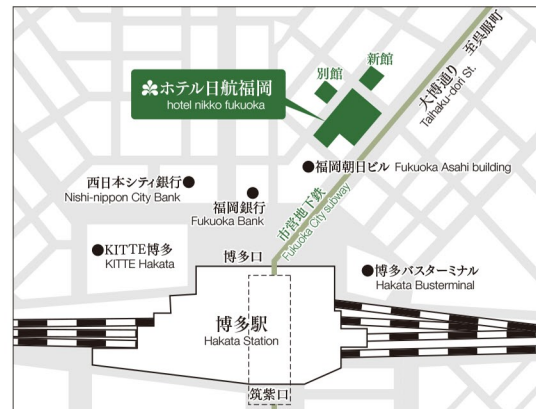 至呉服町
大博通り
Taihaku-dori St.
新館
別館
ホテル日航福岡
hotel nikko fukuoka
福岡朝日ビル Fukuoka Asahi building
西日本シティ銀行
Nishi-nippon City Bank
福岡銀行
Fukuoka Bank
市営地下鉄
Fukuoka City subway
KITTE博多
KITTE Hakata
博多口
博多バスターミナル
Hakata Busterminal
博多駅
Hakata Station
筑紫口